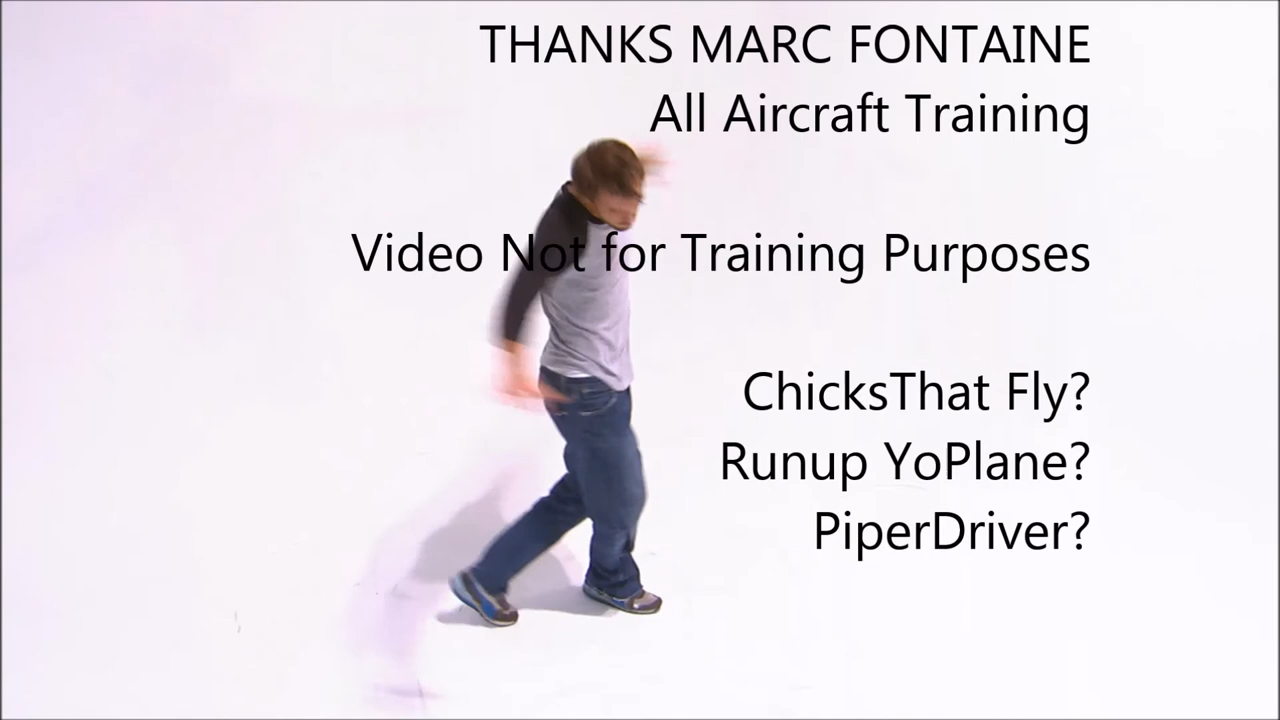 THANKS MARC FONTAINE
All Aircraft Training
Video Not for Training Purposes
ChicksThat Fly?
Runup YoPlane?
PiperDriver?